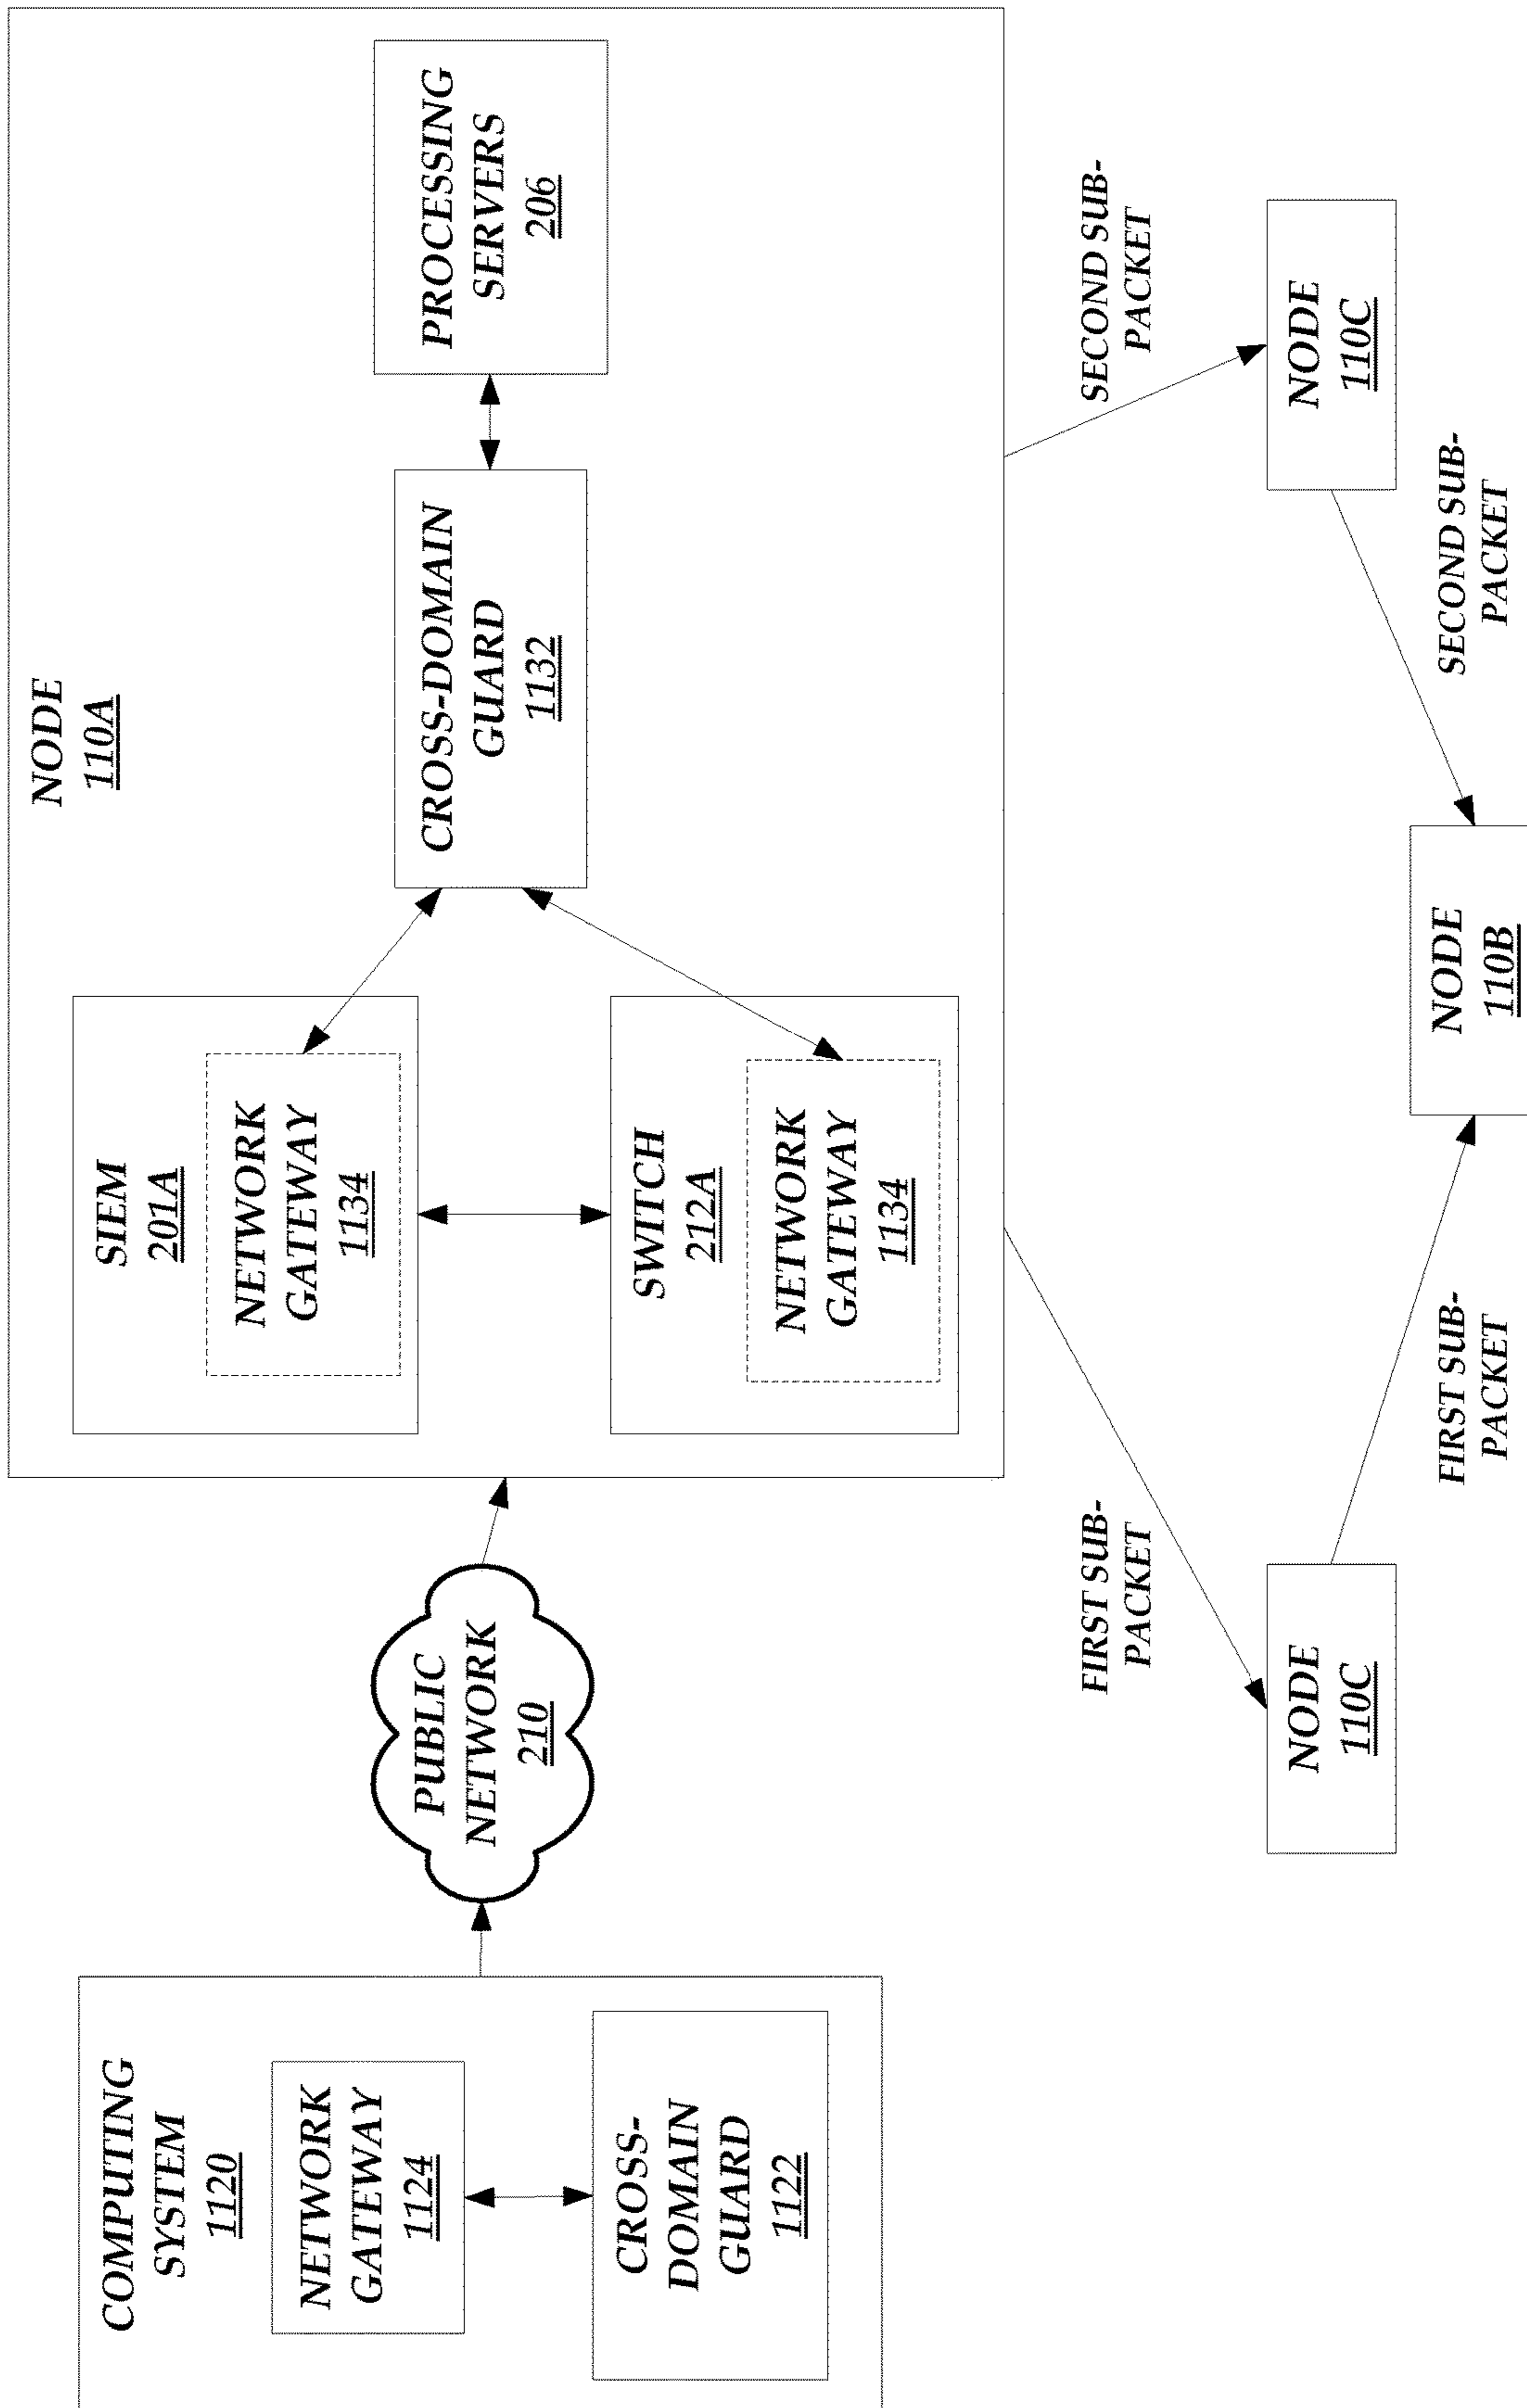 COMPUTING
SYSTEM
1120
NETWORK
GATEWAY
1124
CROSS-
DOMAIN
GUARD
1122
PUBLIC
NETWORK
210
NODE
110A
SIEM
201A
NETWORK
GATEWAY
1134
SWITCH
212A
NETWORK
GATEWAY
1134
CROSS-DOMAIN
GUARD
1132
PROCESSING
SERVERS
206
FIRST SUB-
PACKET
SECOND SUB-
PACKET
NODE
110C
NODE
110C
FIRST SUB-
PACKET
NODE
110B
SECOND SUB-
PACKET